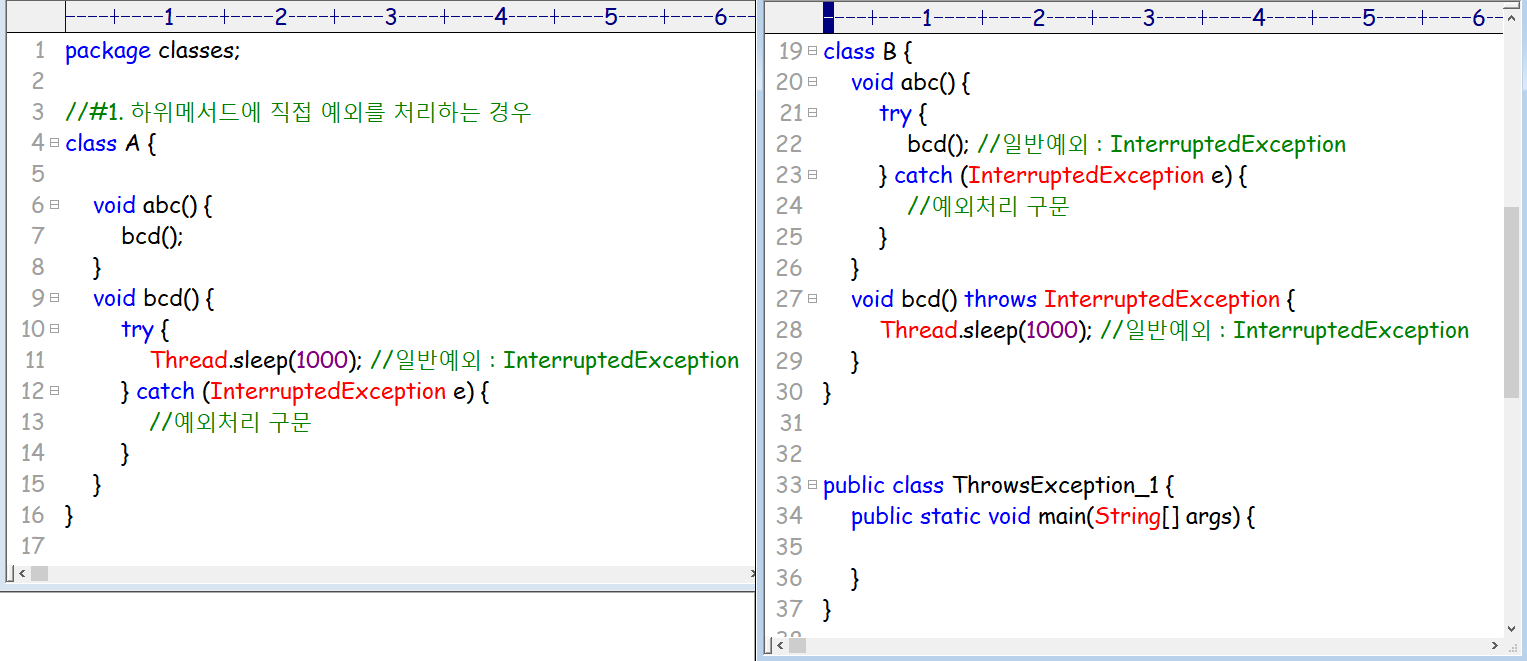 ----+----1----+----2----+----3----+----4----+----5----+----6----
1 package classes;
2
3 //#1. 하위메서드에 직접 예외를 처리하는 경우
4 class A {
5
6 void abc() {
7 bcd();
8 }
9 void bcd() {
10 try {
11 Thread.sleep(1000); //일반예외 : InterruptedException
12 } catch (InterruptedException e) {
13 //예외처리 구문
14 }
15 }
16 }
17
----+----1----+----2----+----3----+----4----+----5----+----6--
19 class B {
20 void abc() {
21 try {
22 bcd(); //일반예외 : InterruptedException
23 } catch (InterruptedException e) {
24 //예외처리 구문
25 }
26 }
27 void bcd() throws InterruptedException {
28 Thread.sleep(1000); //일반예외 : InterruptedException
29 }
30 }
31
32
33 public class ThrowsException_1 {
34 public static void main(String[] args) {
35
36 }
37 }